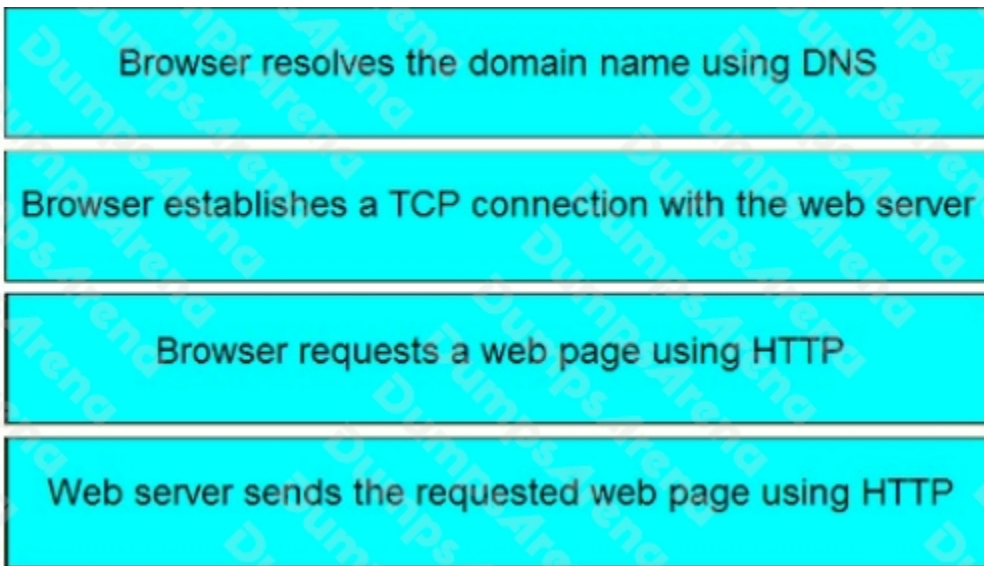 Browser resolves the domain name using DNS
Browser establishes a TCP connection with the web server
Browser requests a web page using HTTP
Web server sends the requested web page using HTTP